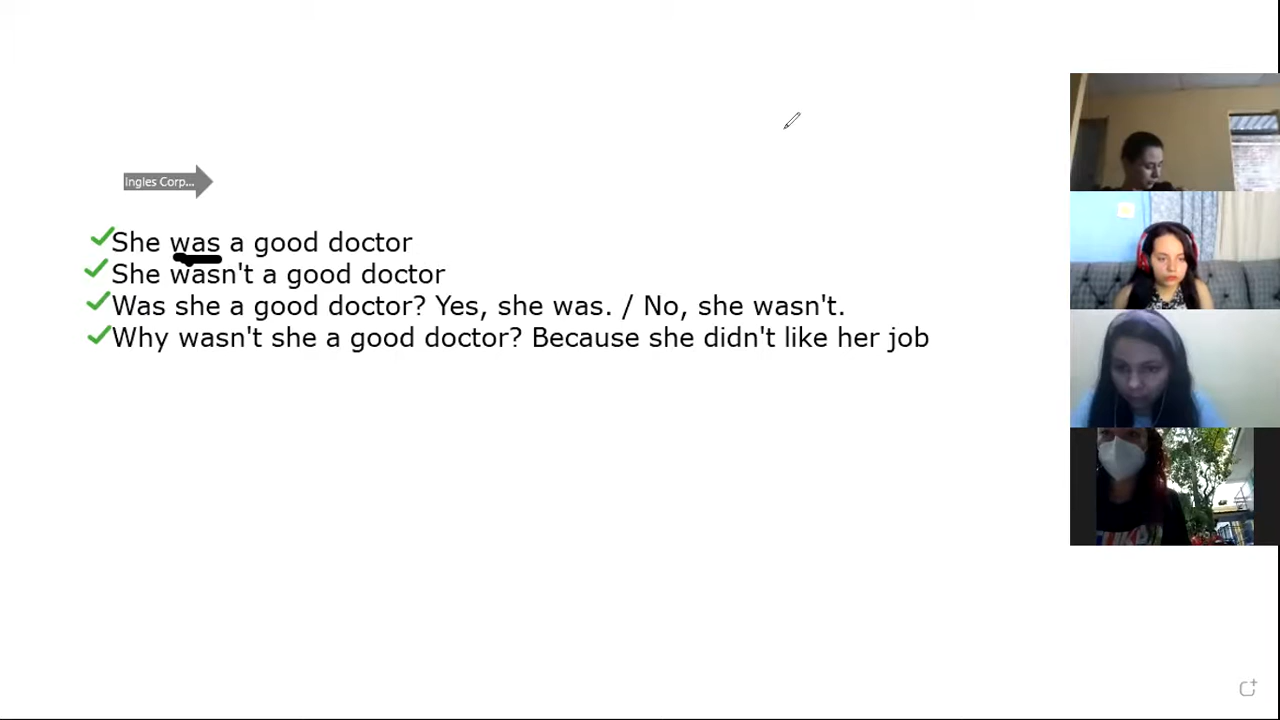 Ingles Corp...
She was a good doctor
She wasn't a good doctor
Was she a good doctor? Yes, she was. / No, she wasn't.
Why wasn't she a good doctor? Because she didn't like her job